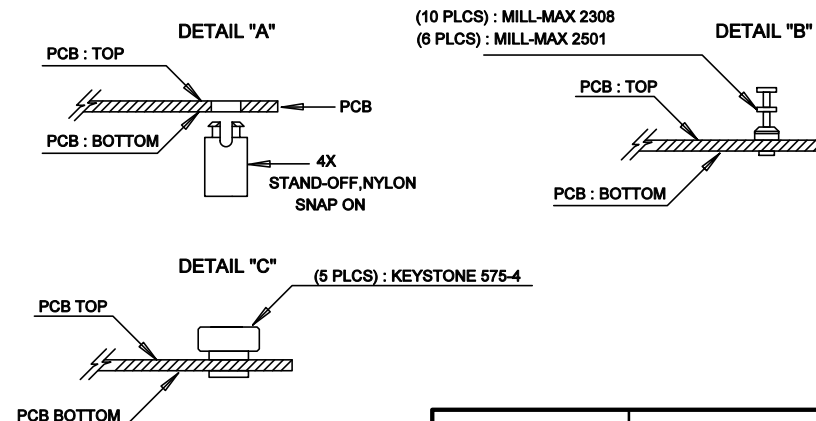 DETAIL "A"
PCB : TOP
PCB
PCB : BOTTOM
4X
STAND-OFF,NYLON
SNAP ON
(10 PLCS) : MILL-MAX 2308
(6 PLCS) : MILL-MAX 2501
DETAIL "B"
PCB : TOP
PCB : BOTTOM
DETAIL "C"
(5 PLCS) : KEYSTONE 575-4
PCB TOP
PCB BOTTOM